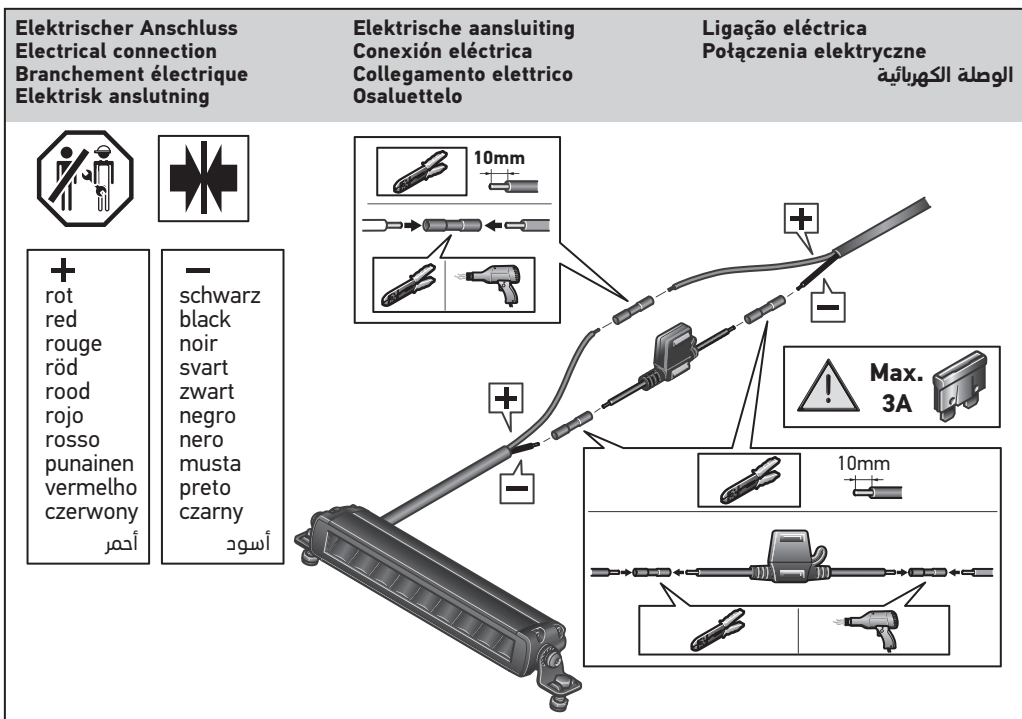 Elektrischer Anschluss
Electrical connection
Branchement électrique
Elektrisk anslutning
Elektrische aansluiting
Conexión eléctrica
Collegamento elettrico
Osaluettelo
Ligação eléctrica
Połączenia elektryczne
الوصلة الكهربائية
+
rot
red
rouge
röd
rood
rojo
rosso
punainen
vermelho
czerwony
أحمر
−
schwarz
black
noir
svart
zwart
negro
nero
musta
preto
czarny
أسود
10mm
+
−
Max.
3A
+
−
10mm